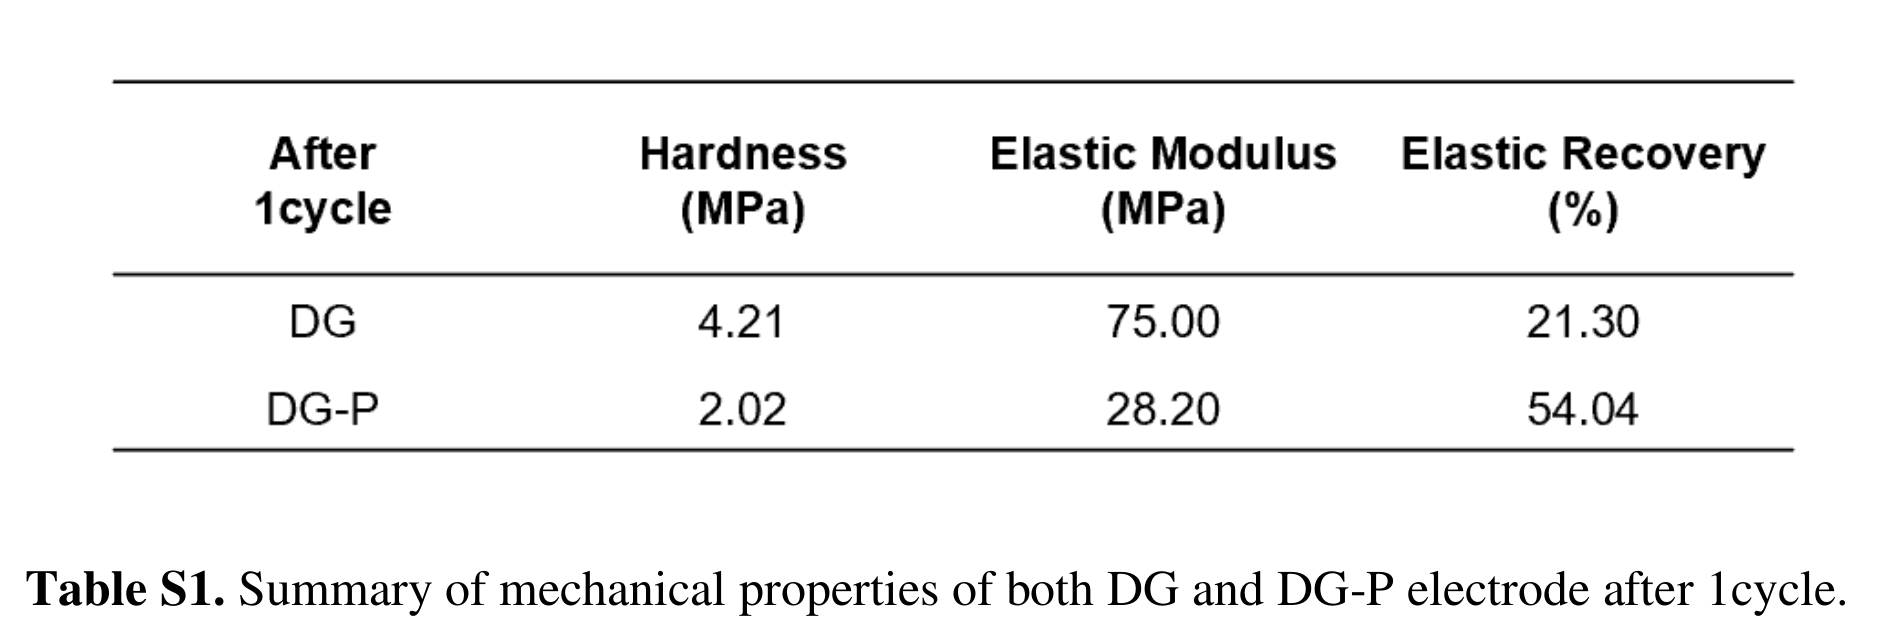 After Hardness Elastic Modulus Elastic Recovery
1cycle (MPa) (MPa) (%)
DG 4.21 75.00 21.30
DG-P 2.02 28.20 54.04
Table S1. Summary of mechanical properties of both DG and DG-P electrode after 1cycle.